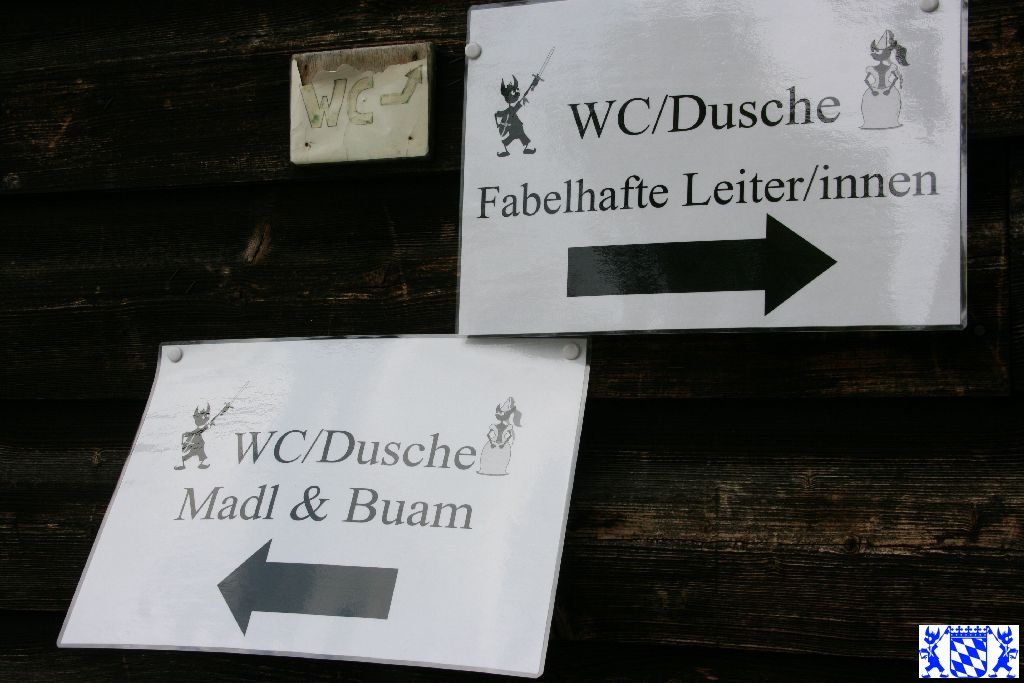 WC
WC/Dusche
Fabelhafte Leiter/innen
WC/Dusche
Madl & Buam